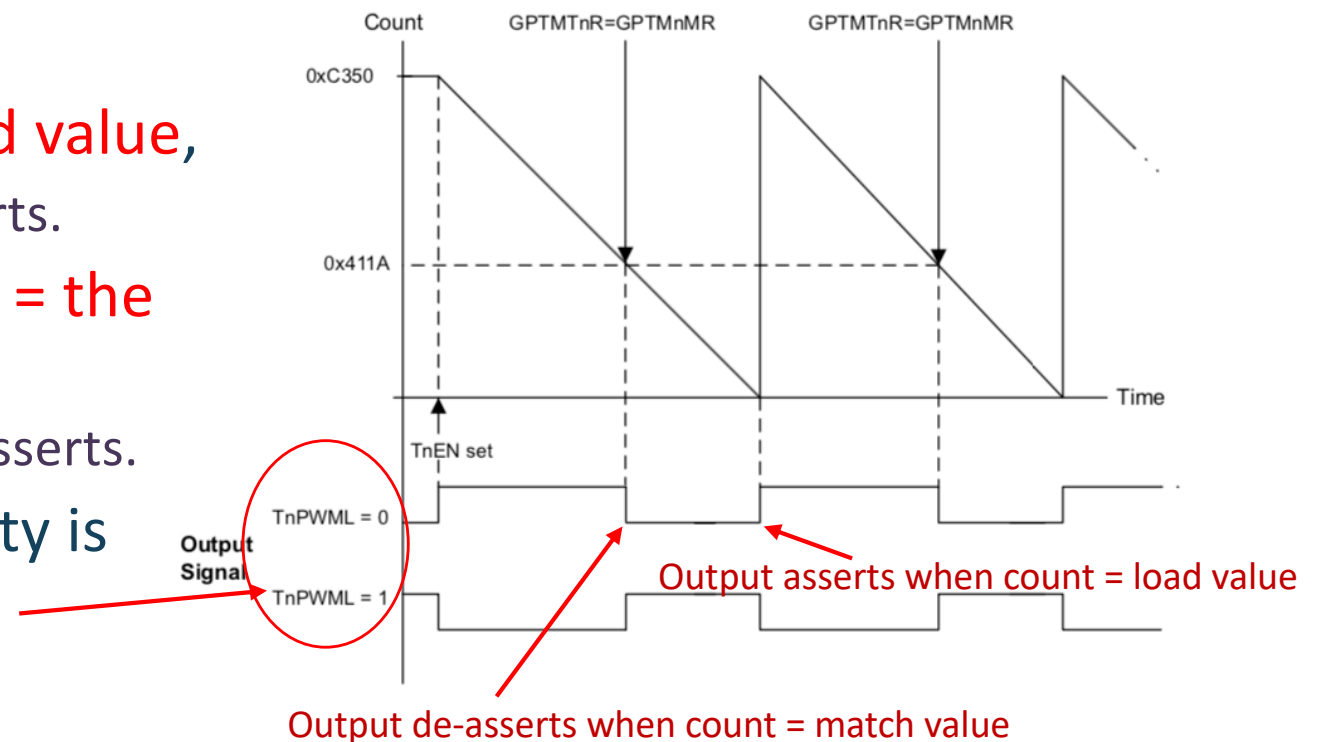 Count
GPTMTnR=GPTMnMR
GPTMTnR=GPTMnMR
0xC350
d value,
rts.
0x411A
= the
Time
TnEN set
sserts.
TnPWML = 0
ty is
Output
Signal
Output asserts when count = load value
TnPWML = 1
Output de-asserts when count = match value